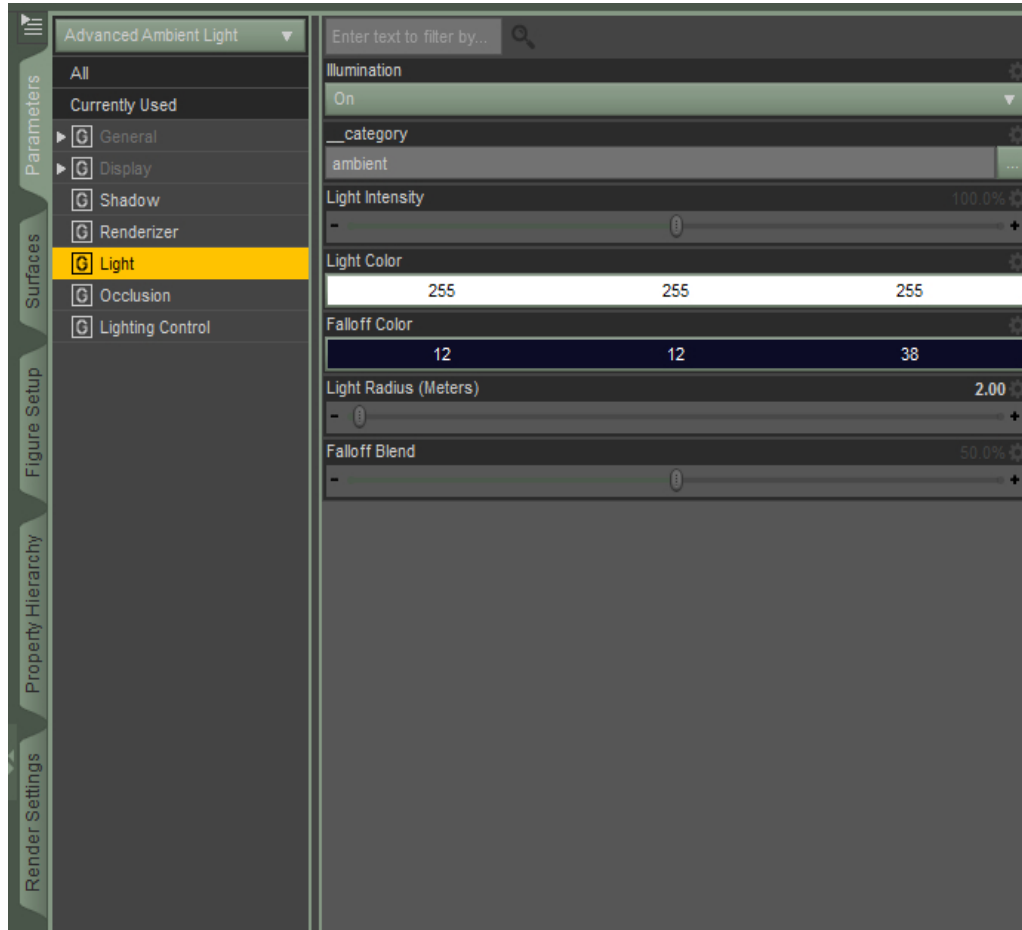 Advanced Ambient Light
All
Currently Used
G General
G Display
G Shadow
G Renderizer
G Light
G Occlusion
G Lighting Control
Parameters
Surfaces
Figure Setup
Property Hierarchy
Render Settings
Enter text to filter by...
Illumination
On
__category
ambient
...
Light Intensity 100.0%
- +
Light Color
255 255 255
Falloff Color
12 12 38
Light Radius (Meters) 2.00
- +
Falloff Blend 50.0%
- +